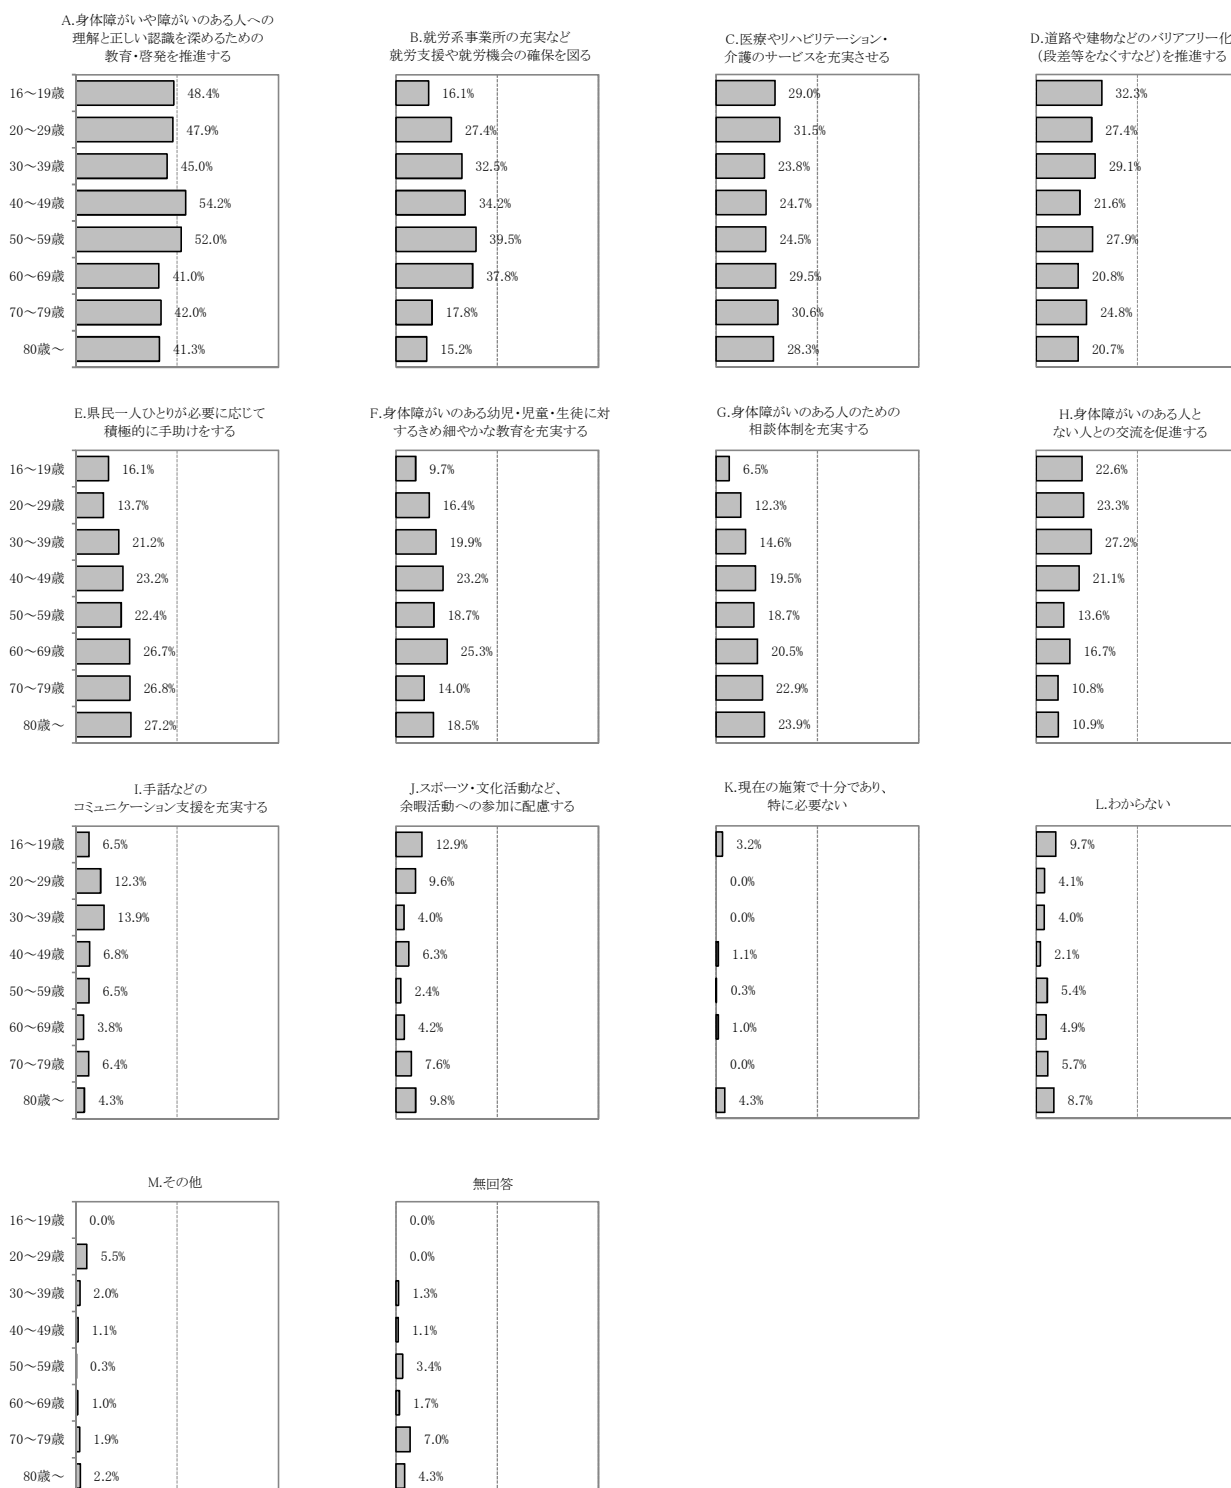 A.身体障がいや障がいのある人への
理解と正しい認識を深めるための
教育・啓発を推進する
B.就労系事業所の充実など
就労支援や就労機会の確保を図る
C.医療やリハビリテーション・
介護のサービスを充実させる
D.道路や建物などのバリアフリー化
(段差等をなくすなど)を推進する
16～19歳 48.4% 16.1% 29.0% 32.3%
20～29歳 47.9% 27.4% 31.5% 27.4%
30～39歳 45.0% 32.5% 23.8% 29.1%
40～49歳 54.2% 34.2% 24.7% 21.6%
50～59歳 52.0% 39.5% 24.5% 27.9%
60～69歳 41.0% 37.8% 29.5% 20.8%
70～79歳 42.0% 17.8% 30.6% 24.8%
80歳～ 41.3% 15.2% 28.3% 20.7%
E.県民一人ひとりが必要に応じて
積極的に手助けをする
F.身体障がいのある幼児・児童・生徒に対
するきめ細やかな教育を充実する
G.身体障がいのある人のための
相談体制を充実する
H.身体障がいのある人と
ない人との交流を促進する
16～19歳 16.1% 9.7% 6.5% 22.6%
20～29歳 13.7% 16.4% 12.3% 23.3%
30～39歳 21.2% 19.9% 14.6% 27.2%
40～49歳 23.2% 23.2% 19.5% 21.1%
50～59歳 22.4% 18.7% 18.7% 13.6%
60～69歳 26.7% 25.3% 20.5% 16.7%
70～79歳 26.8% 14.0% 22.9% 10.8%
80歳～ 27.2% 18.5% 23.9% 10.9%
I.手話などの
コミュニケーション支援を充実する
J.スポーツ・文化活動など、
余暇活動への参加に配慮する
K.現在の施策で十分であり、
特に必要ない
L.わからない
16～19歳 6.5% 12.9% 3.2% 9.7%
20～29歳 12.3% 9.6% 0.0% 4.1%
30～39歳 13.9% 4.0% 0.0% 4.0%
40～49歳 6.8% 6.3% 1.1% 2.1%
50～59歳 6.5% 2.4% 0.3% 5.4%
60～69歳 3.8% 4.2% 1.0% 4.9%
70～79歳 6.4% 7.6% 0.0% 5.7%
80歳～ 4.3% 9.8% 4.3% 8.7%
M.その他
無回答
16～19歳 0.0% 0.0%
20～29歳 5.5% 0.0%
30～39歳 2.0% 1.3%
40～49歳 1.1% 1.1%
50～59歳 0.3% 3.4%
60～69歳 1.0% 1.7%
70～79歳 1.9% 7.0%
80歳～ 2.2% 4.3%